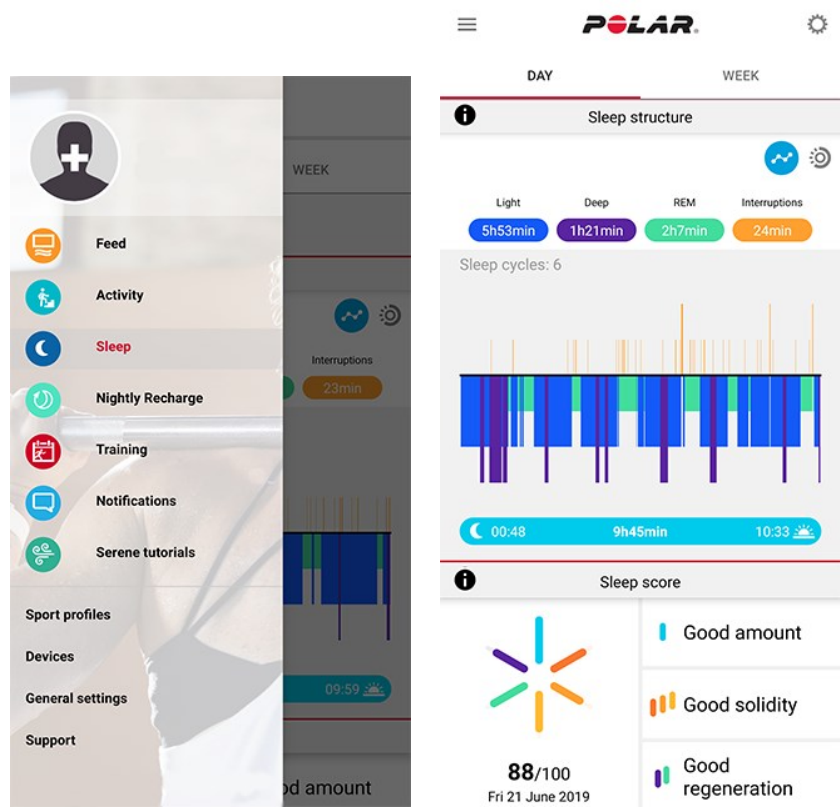 WEEK
Feed
Activity
Sleep
Interruptions
Nightly Recharge
23min
Training
Notifications
Serene tutorials
Sport profiles
Devices
General settings
09:59
Support
od amount
POLAR.
DAY WEEK
Sleep structure
Light Deep REM Interruptions
5h53min 1h21min 2h7min 24min
Sleep cycles: 6
00:48 9h45min 10:33
Sleep score
Good amount
Good solidity
Good
regeneration
88/100
Fri 21 June 2019